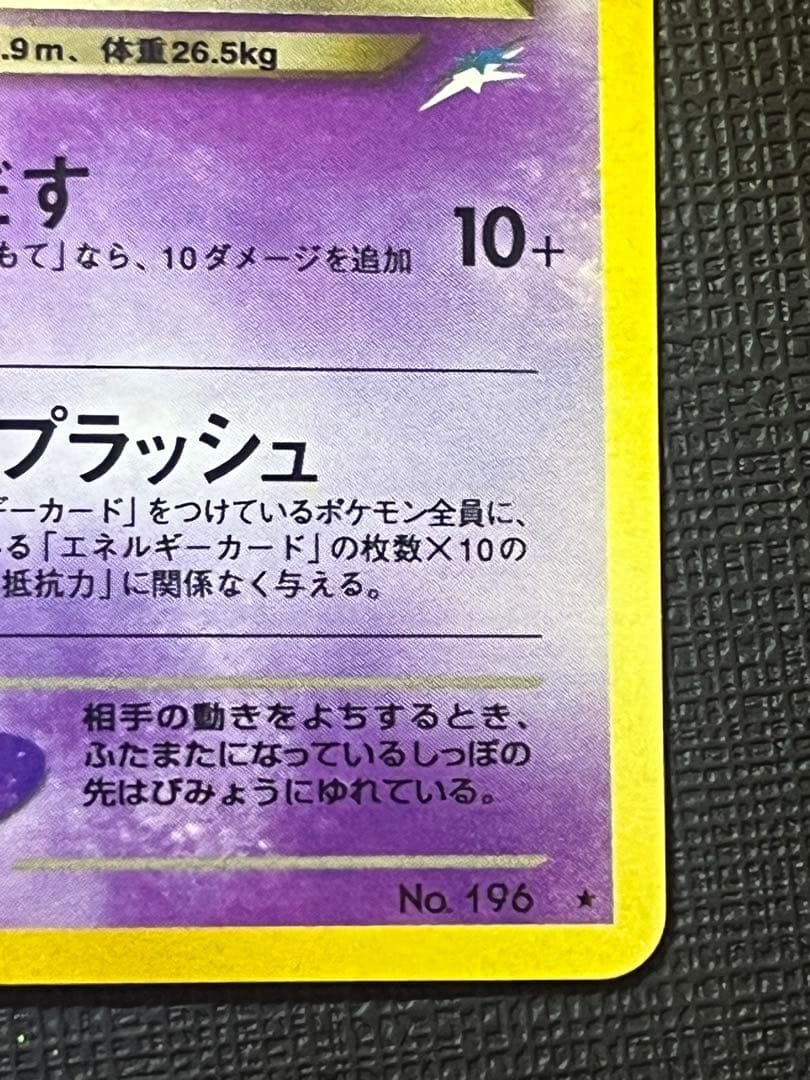 .9m、体重26.5kg
だす
もて」なら、10ダメージを追加
10+
プラッシュ
ギーカード」をつけているポケモン全員に、
る「エネルギーカード」の枚数×10の
抵抗力」に関係なく与える。
相手の動きをよちするとき、
ふたまたになっているしっぽの
先はびみょうにゆれている。
No. 196 ★